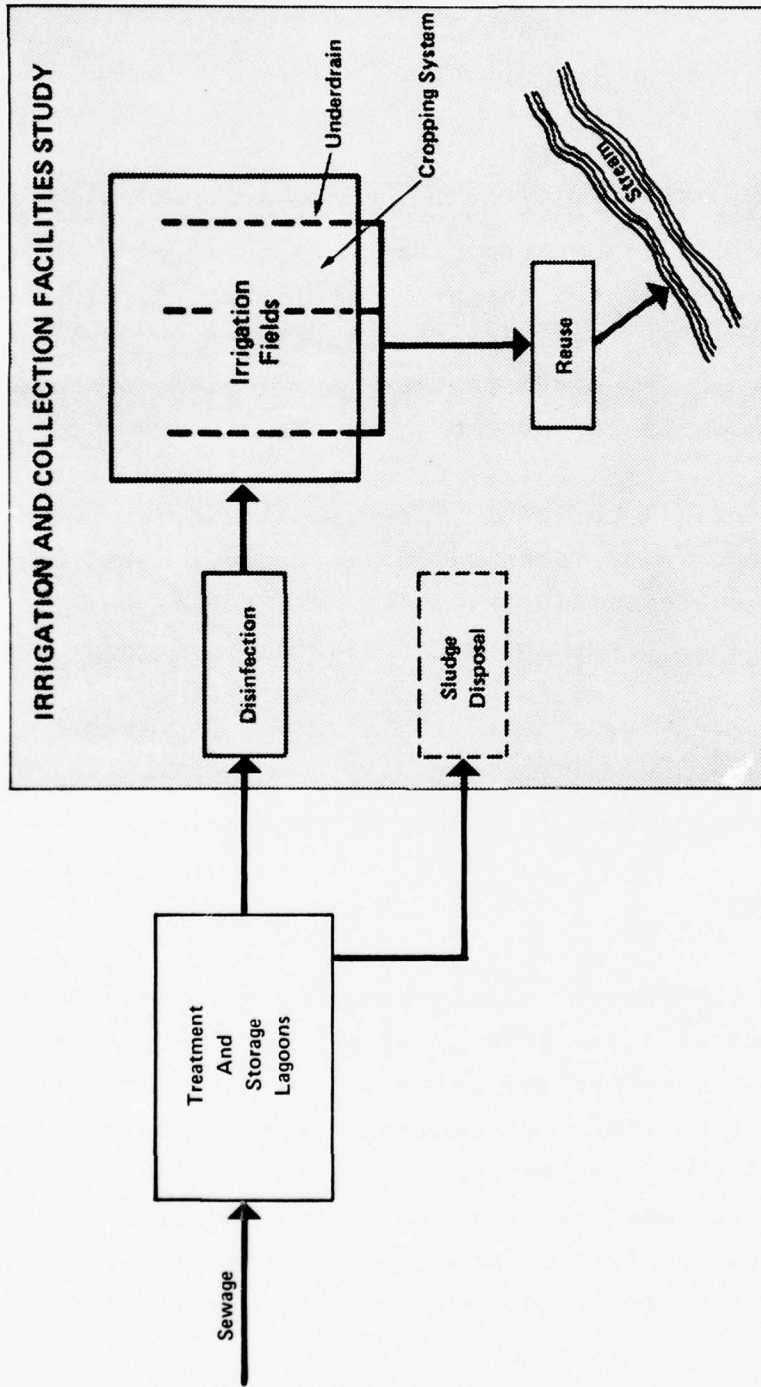 IRRIGATION AND COLLECTION FACILITIES STUDY
Sewage
Treatment
And
Storage
Lagoons
Disinfection
Sludge
Disposal
Irrigation
Fields
Underdrain
Cropping System
Reuse
Stream